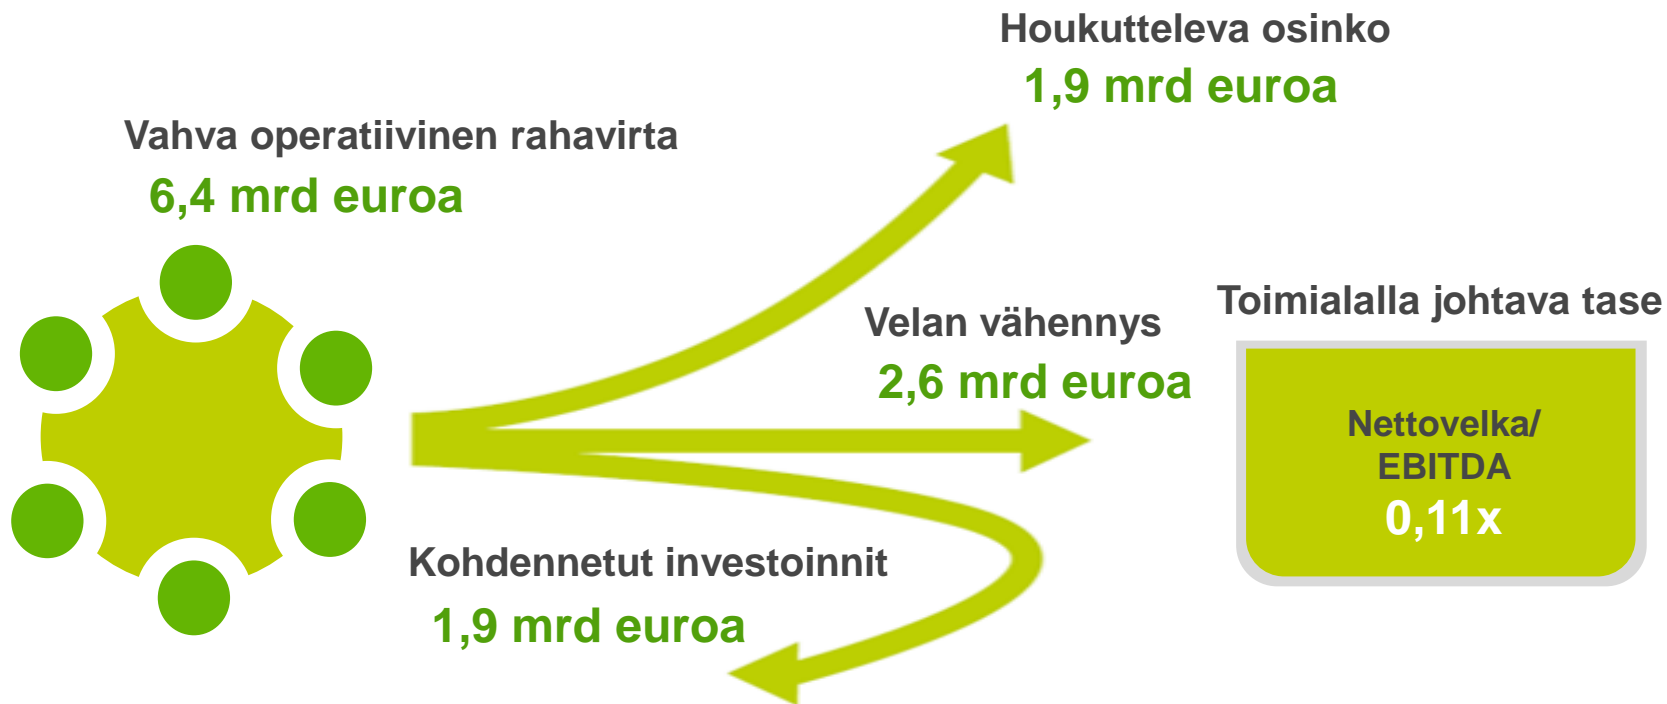 Houkutteleva osinko
1,9 mrd euroa
Vahva operatiivinen rahavirta
6,4 mrd euroa
Velan vähennys
2,6 mrd euroa
Toimialalla johtava tase
Nettovelka/
EBITDA
0,11x
Kohdennetut investoinnit
1,9 mrd euroa